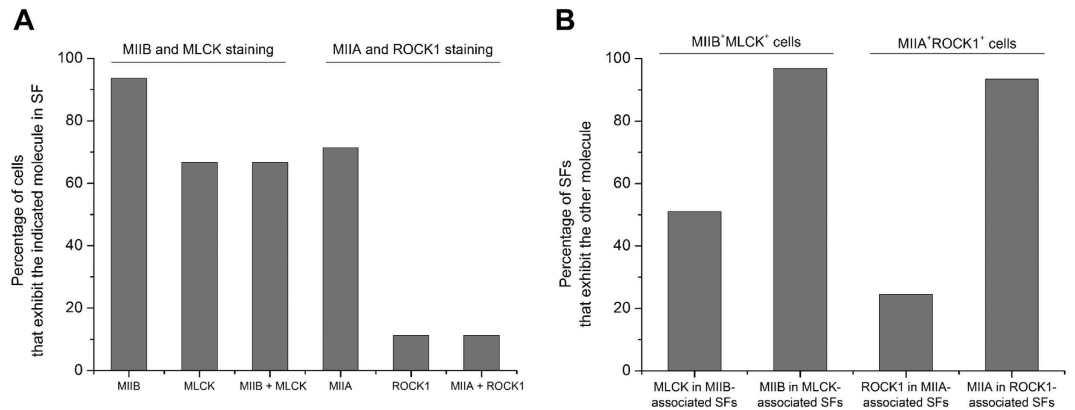 A
MIIB and MLCK staining
MIIA and ROCK1 staining
Percentage of cells
that exhibit the indicated molecule in SF
100
80
60
40
20
0
MIIB
MLCK
MIIB + MLCK
MIIA
ROCK1
MIIA + ROCK1
B
MIIB⁺MLCK⁺ cells
MIIA⁺ROCK1⁺ cells
Percentage of SFs
that exhibit the other molecule
100
80
60
40
20
0
MLCK in MIIB-
associated SFs
MIIB in MLCK-
associated SFs
ROCK1 in MIIA-
associated SFs
MIIA in ROCK1-
associated SFs